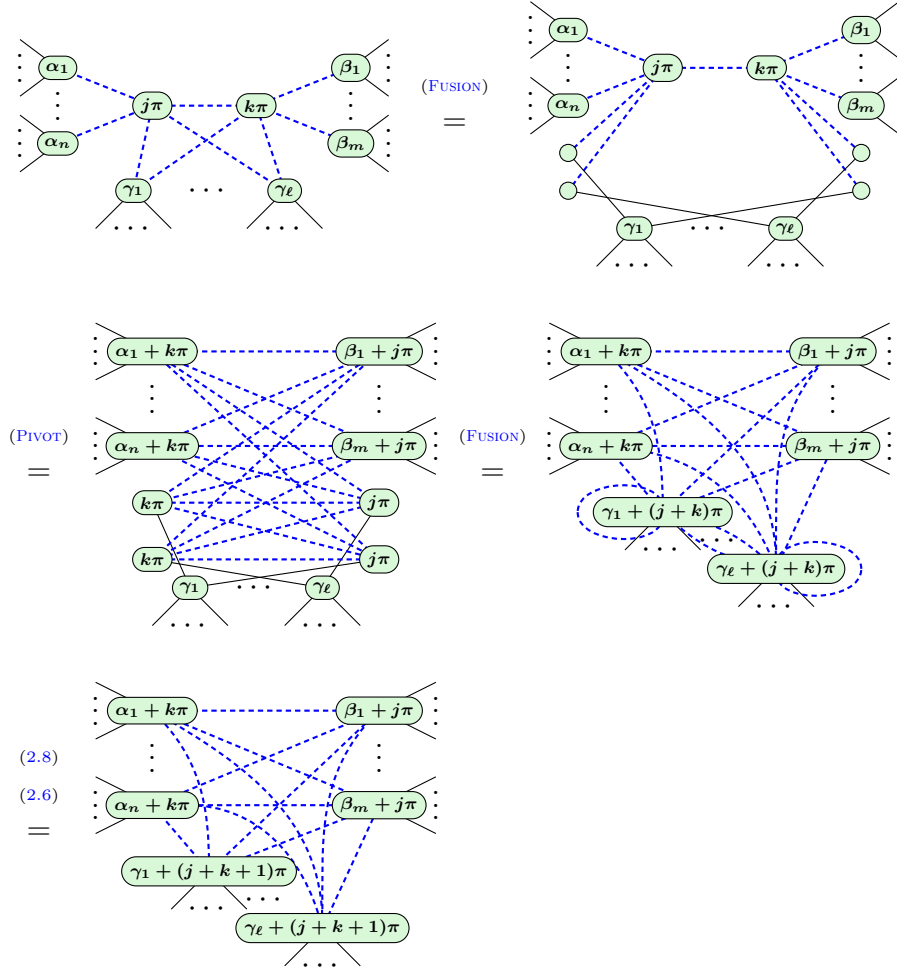 α₁ β₁ (FUSION) α₁ β₁
jπ kπ = jπ kπ
αₙ βₘ αₙ βₘ
γ₁ ··· γℓ
··· ···
γ₁ ··· γℓ
··· ···
α₁ + kπ β₁ + jπ α₁ + kπ β₁ + jπ
(PIVOT) αₙ + kπ βₘ + jπ (FUSION) αₙ + kπ βₘ + jπ
= =
kπ jπ γ₁ + (j + k)π
kπ jπ ··· ··· γℓ + (j + k)π
γ₁ ··· γℓ
··· ··· ···
α₁ + kπ β₁ + jπ
(2.8)
(2.6) αₙ + kπ βₘ + jπ
=
γ₁ + (j + k + 1)π
··· ···
γℓ + (j + k + 1)π
···